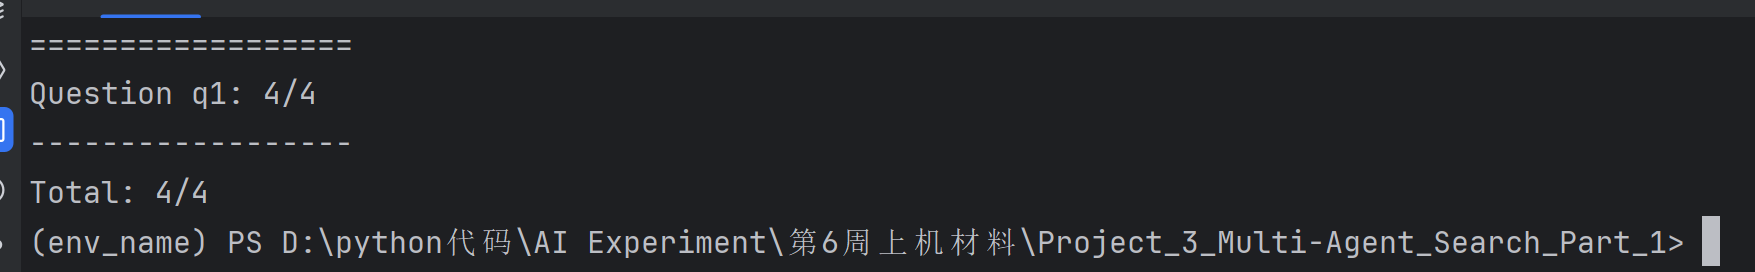 ==================
Question q1: 4/4
------------------
Total: 4/4
(env_name) PS D:\python代码\AI Experiment\第6周上机材料\Project_3_Multi-Agent_Search_Part_1>